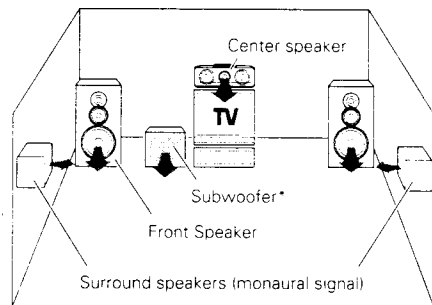 Center speaker
TV
Subwoofer*
Front Speaker
Surround speakers (monaural signal)